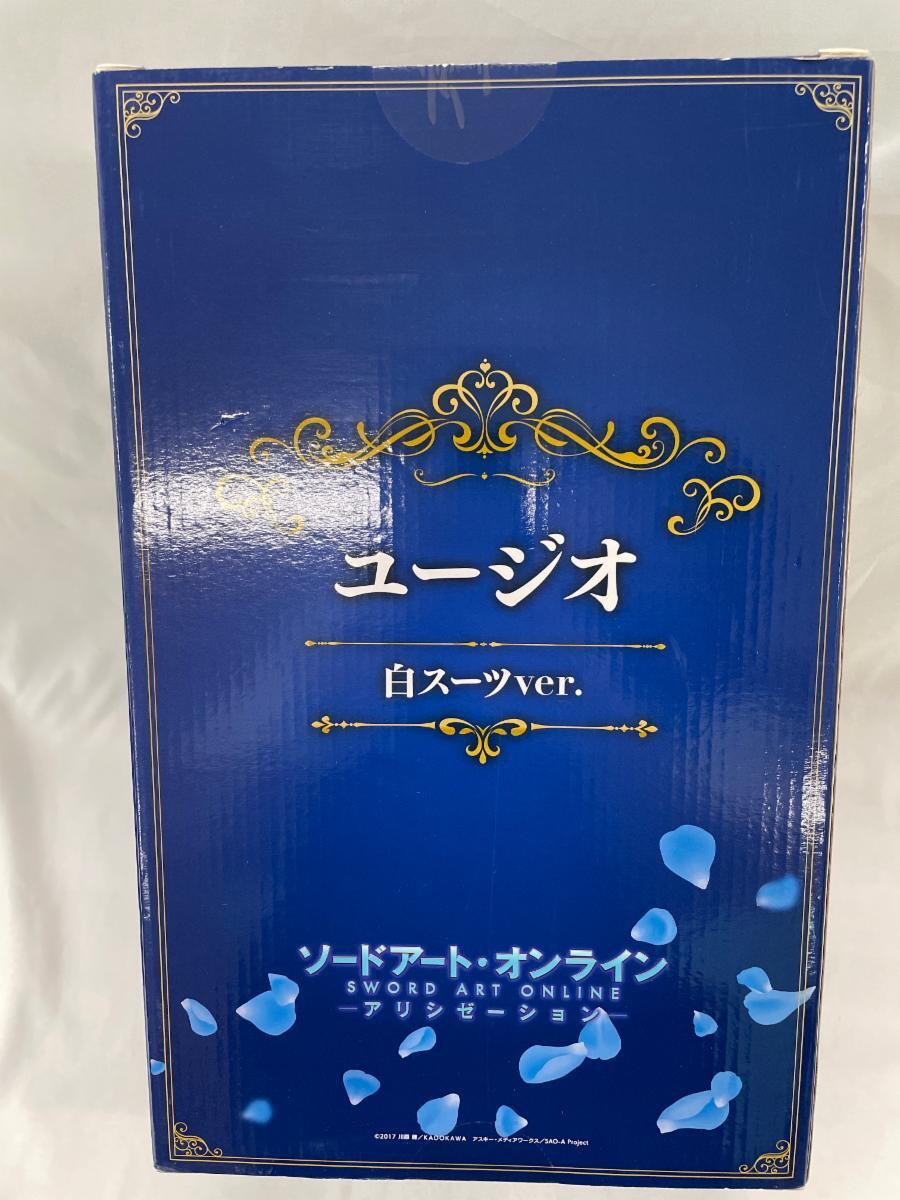 ユージオ
白スーツver.
ソードアート・オンライン
SWORD ART ONLINE
―アリシゼーション―
©2017 川原 礫／KADOKAWA アスキー・メディアワークス／SAO-A Project